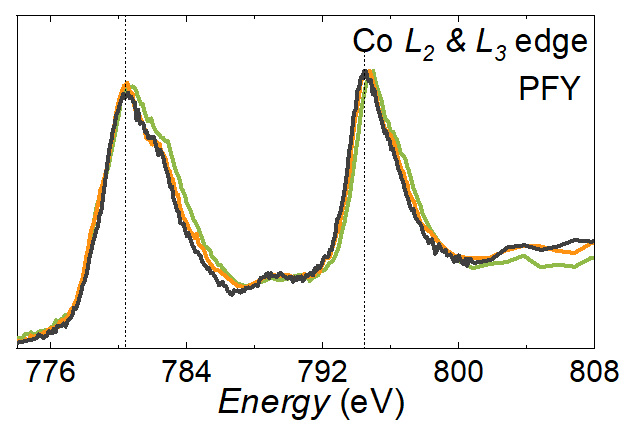 Co L2 & L3 edge
PFY
776 784 792 800 808
Energy (eV)